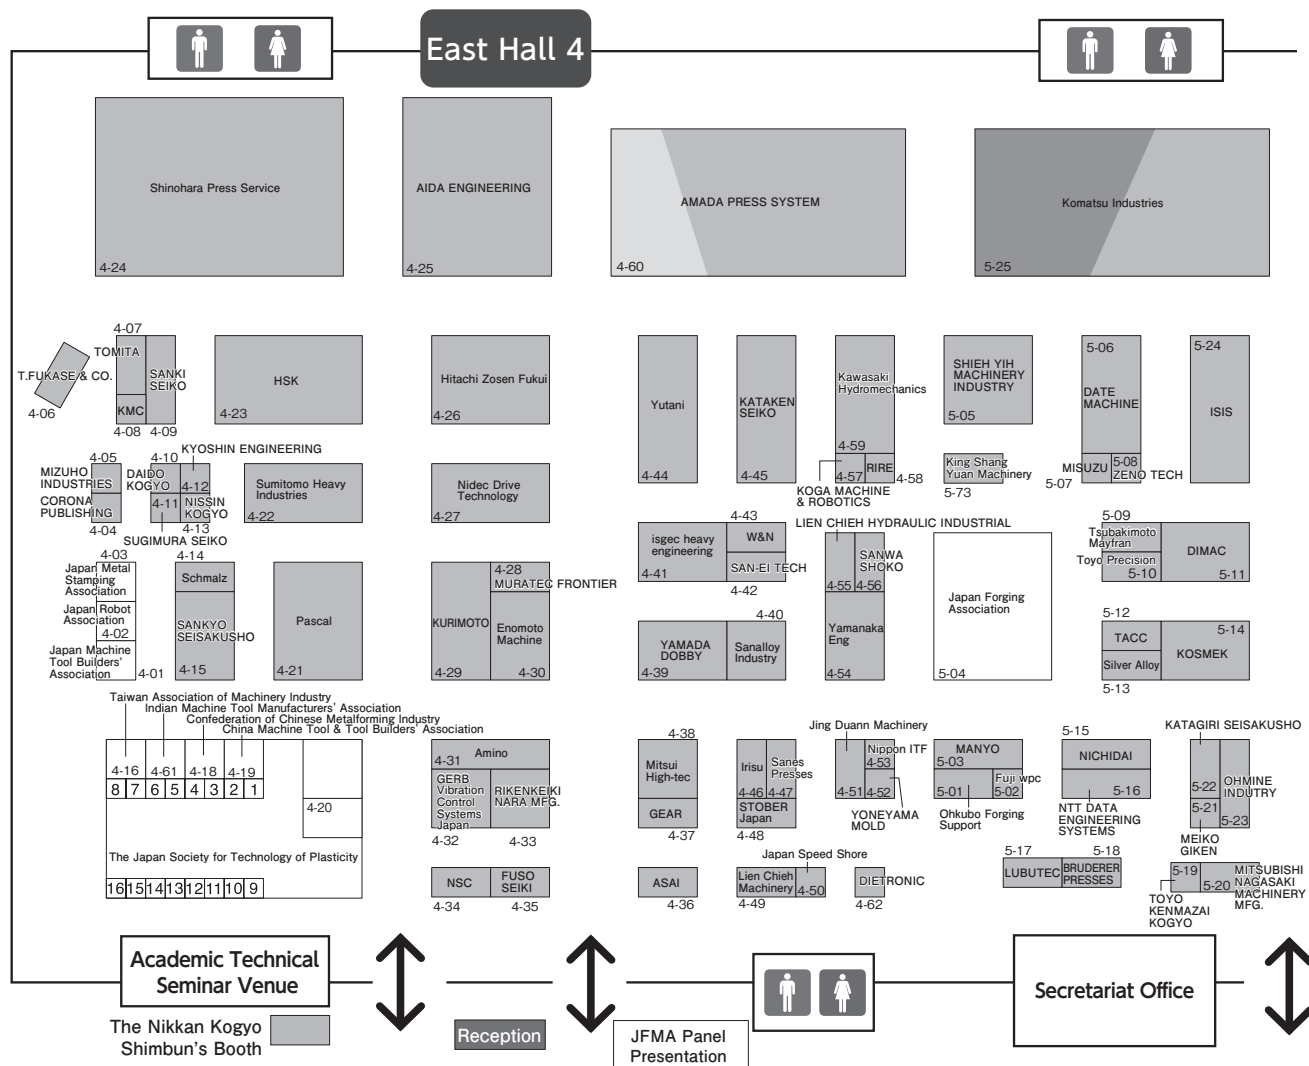 East Hall 4
Shinohara Press Service
4-24
AIDA ENGINEERING
4-25
AMADA PRESS SYSTEM
4-60
Komatsu Industries
5-25
T.FUKASE & CO.
4-06
4-07
TOMITA
KMC
4-08
SANKI
SEIKO
4-09
HSK
4-23
Hitachi Zosen Fukui
4-26
Yutani
4-44
KATAKEN
SEIKO
4-45
Kawasaki
Hydromechanics
4-59
4-57
RIRE
4-58
KOGA MACHINE
& ROBOTICS
SHIEH YIH
MACHINERY
INDUSTRY
5-05
King Shang
Yuan Machinery
5-73
5-06
DATE
MACHINE
MISUZU
5-07
5-08
ZENO TECH
5-24
ISIS
4-05
MIZUHO
INDUSTRIES
CORONA
PUBLISHING
4-04
4-10
DAIDO
KOGYO
KYOSHIN ENGINEERING
4-12
4-11
NISSIN
KOGYO
4-13
SUGIMURA SEIKO
Sumitomo Heavy
Industries
4-22
Nidec Drive
Technology
4-27
4-03
Japan Metal
Stamping
Association
Japan Robot
Association
4-02
Japan Machine
Tool Builders'
Association
4-01
4-14
Schmalz
SANKYO
SEISAKUSHO
4-15
Pascal
4-21
4-28
MURATEC FRONTIER
KURIMOTO
4-29
Enomoto
Machine
4-30
isgec heavy
engineering
4-41
4-43
W&N
SAN-EI TECH
4-42
YAMADA
DOBBY
4-39
4-40
Sanalloy
Industry
LIEN CHIEH HYDRAULIC INDUSTRIAL
4-55
SANWA
SHOKO
4-56
Yamanaka
Eng
4-54
Japan Forging
Association
5-04
5-09
Tsubakimoto
Mayfran
Toyo Precision
5-10
DIMAC
5-11
5-12
TACC
Silver Alloy
5-13
5-14
KOSMEK
Taiwan Association of Machinery Industry
Indian Machine Tool Manufacturers' Association
Confederation of Chinese Metalforming Industry
China Machine Tool & Tool Builders' Association
4-16
4-61
4-18
4-19
8 7 6 5 4 3 2 1
4-20
The Japan Society for Technology of Plasticity
16 15 14 13 12 11 10 9
4-31
Amino
GERB
Vibration
Control
Systems
Japan
4-32
RIKENKEIKI
NARA MFG.
4-33
NSC
4-34
FUSO
SEIKI
4-35
4-38
Mitsui
High-tec
GEAR
4-37
ASAI
4-36
Irisu
4-46
Sanes
Presses
4-47
STOBER
Japan
4-48
Japan Speed Shore
Lien Chieh
Machinery
4-49
4-50
Jing Duann Machinery
4-51
Nippon ITF
4-53
4-52
YONEYAMA
MOLD
DIETRONIC
4-62
MANYO
5-03
5-01
Fuji wpc
5-02
Ohkubo Forging
Support
5-15
NICHIDAI
5-16
NTT DATA
ENGINEERING
SYSTEMS
5-17
LUBUTEC
5-18
BRUDERER
PRESSES
KATAGIRI SEISAKUSHO
5-22
5-21
OHMINE
INDUTRY
5-23
MEIKO
GIKEN
5-19
5-20
TOYO
KENMAZAI
KOGYO
MITSUBISHI
NAGASAKI
MACHINERY
MFG.
Academic Technical
Seminar Venue
Secretariat Office
The Nikkan Kogyo
Shimbun's Booth
Reception
JFMA Panel
Presentation